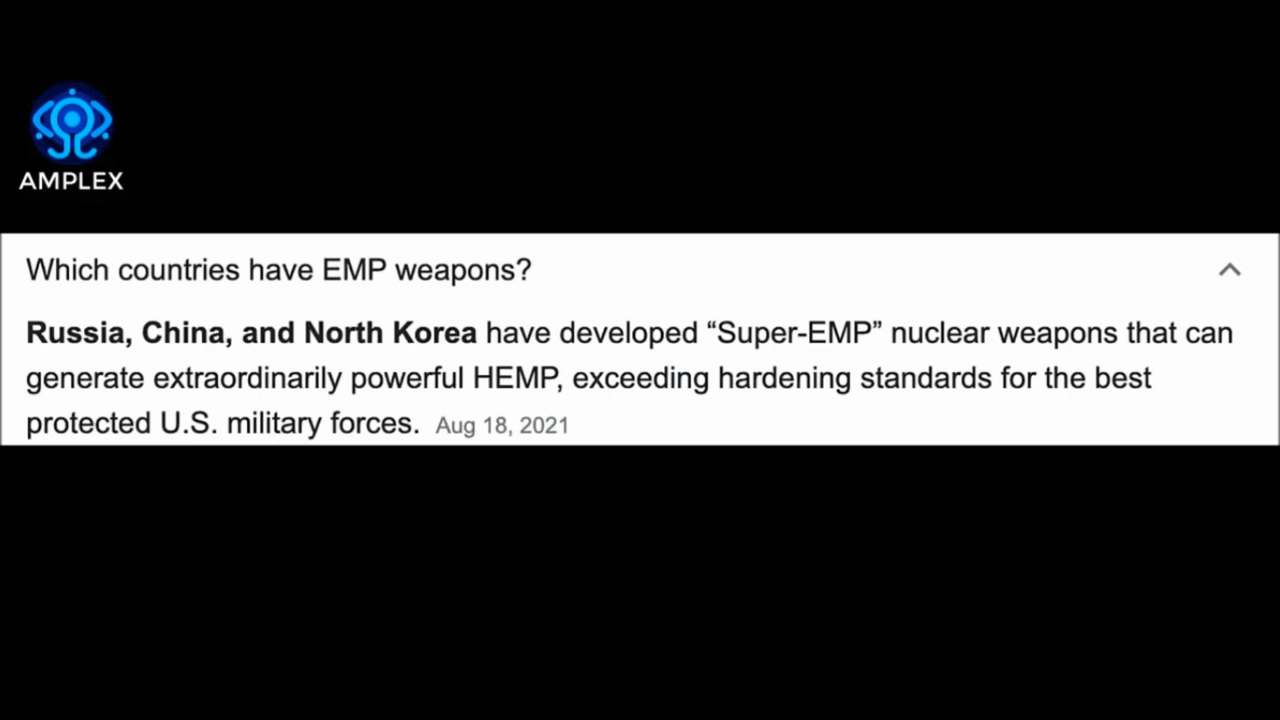 AMPLEX
Which countries have EMP weapons?
Russia, China, and North Korea have developed “Super-EMP” nuclear weapons that can
generate extraordinarily powerful HEMP, exceeding hardening standards for the best
protected U.S. military forces. Aug 18, 2021